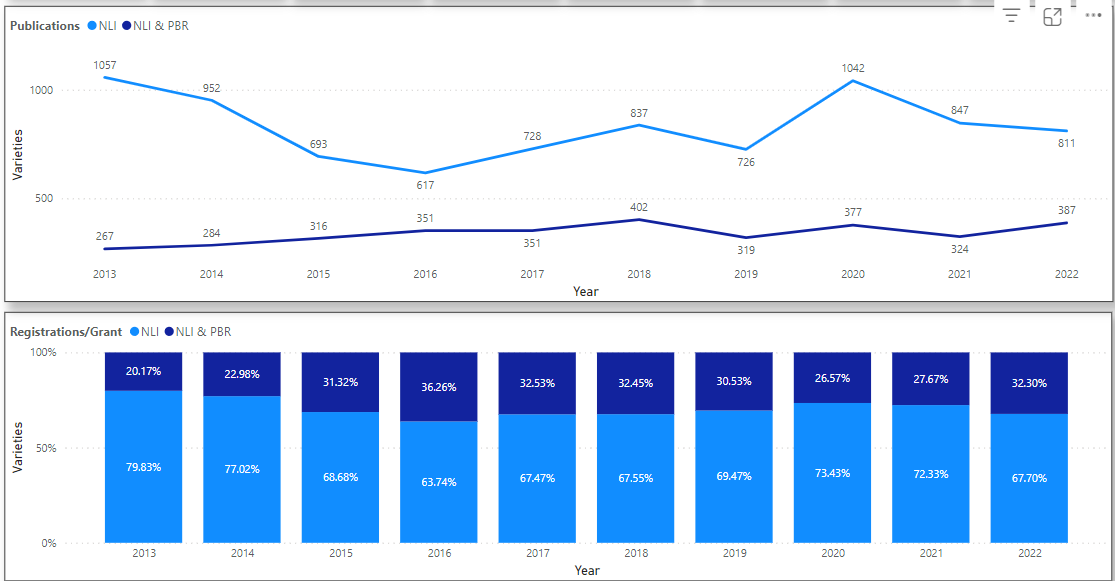 Publications NLI NLI & PBR
1057
1042
952
1000
837
847
811
693
728
726
617
Varieties
500
402
377
387
351
316
284
267
351
319
324
2013 2014 2015 2016 2017 2018 2019 2020 2021 2022
Year
Registrations/Grant NLI NLI & PBR
100%
20.17% 22.98% 31.32% 36.26% 32.53% 32.45% 30.53% 26.57% 27.67% 32.30%
Varieties
50%
79.83% 77.02% 68.68% 63.74% 67.47% 67.55% 69.47% 73.43% 72.33% 67.70%
0%
2013 2014 2015 2016 2017 2018 2019 2020 2021 2022
Year